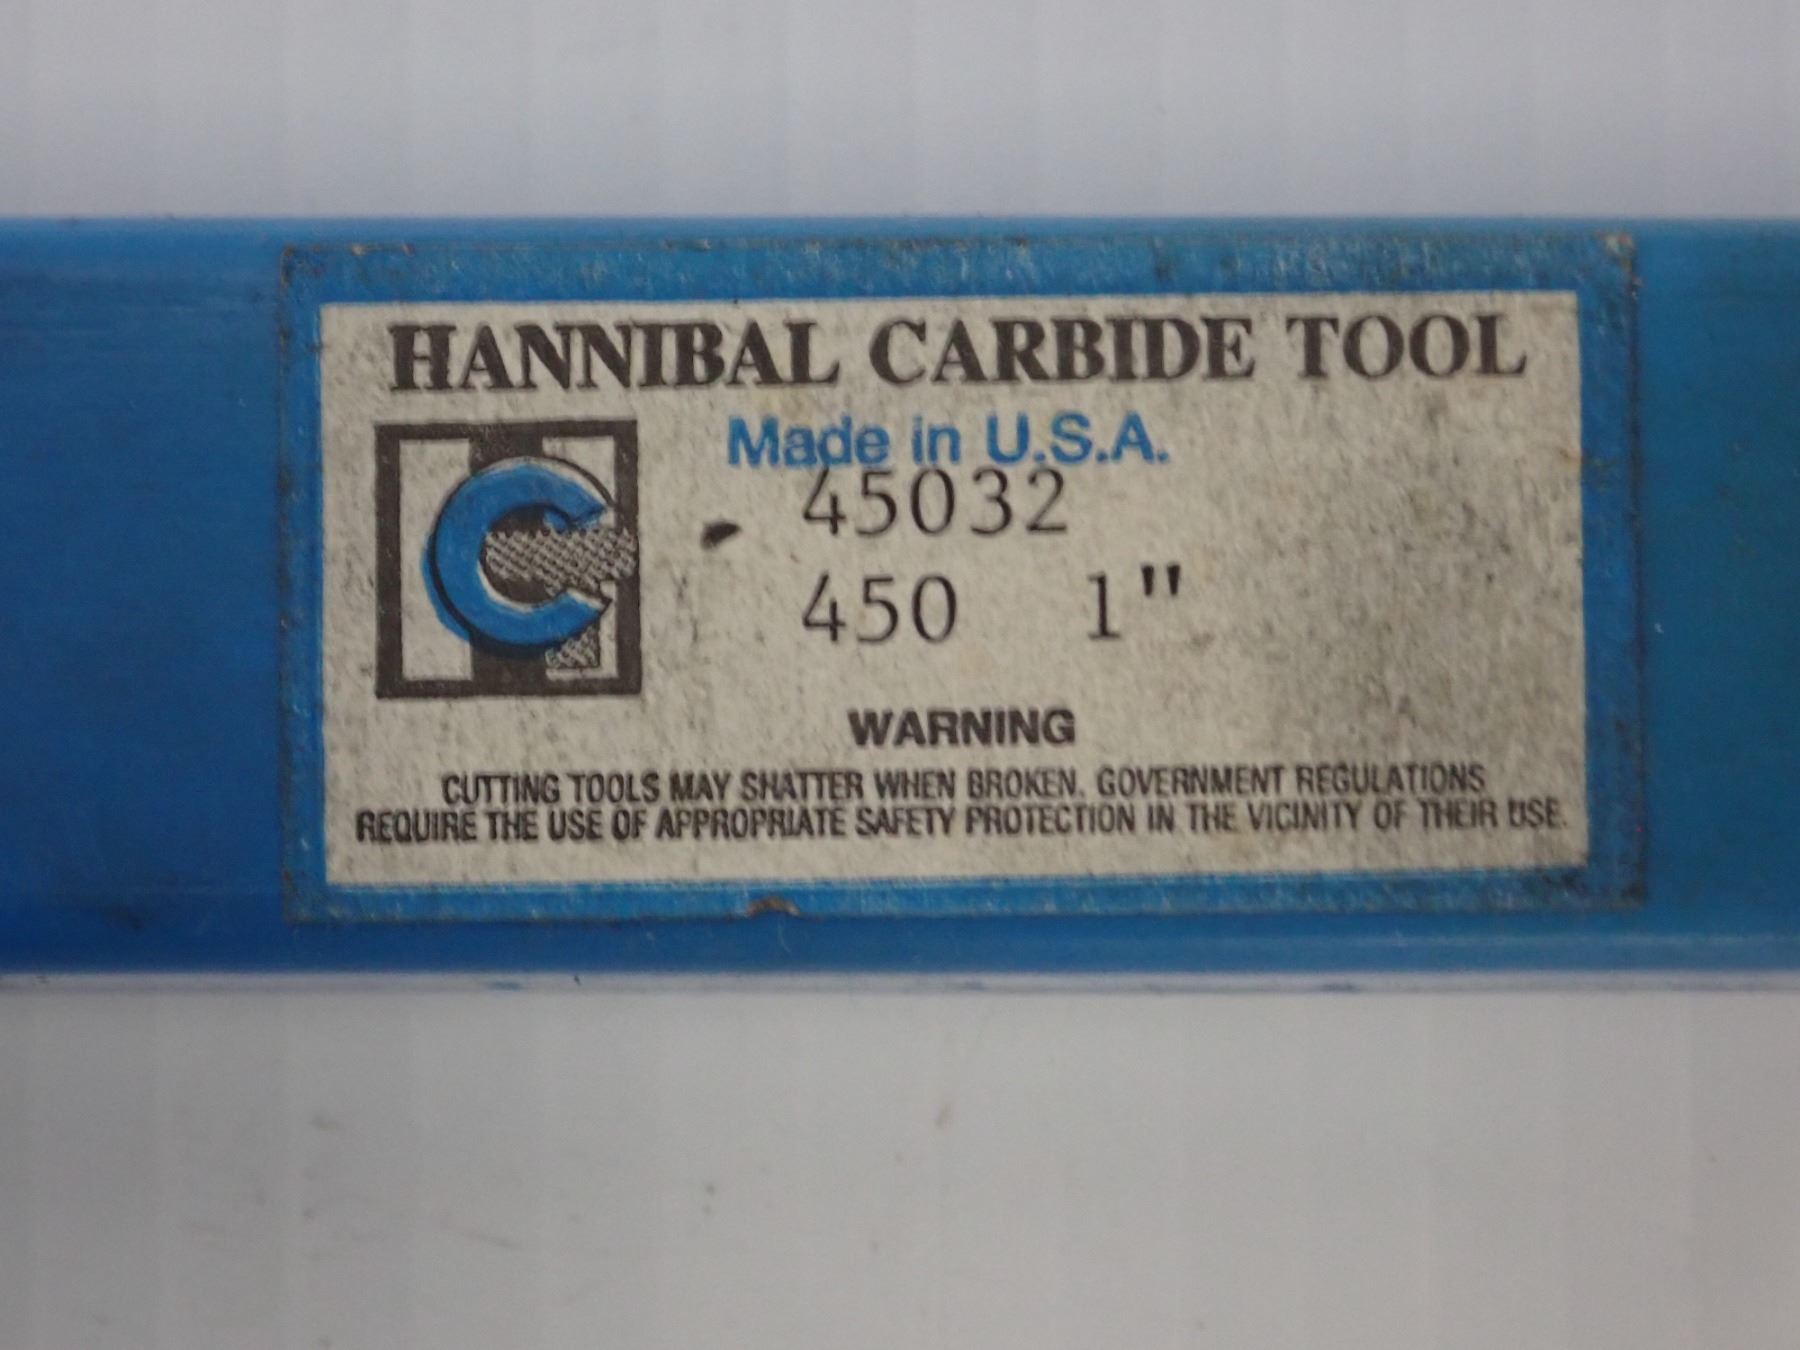 HANNIBAL CARBIDE TOOL
Made in U.S.A.
45032
450 1"
WARNING
CUTTING TOOLS MAY SHATTER WHEN BROKEN. GOVERNMENT REGULATIONS
REQUIRE THE USE OF APPROPRIATE SAFETY PROTECTION IN THE VICINITY OF THEIR USE.